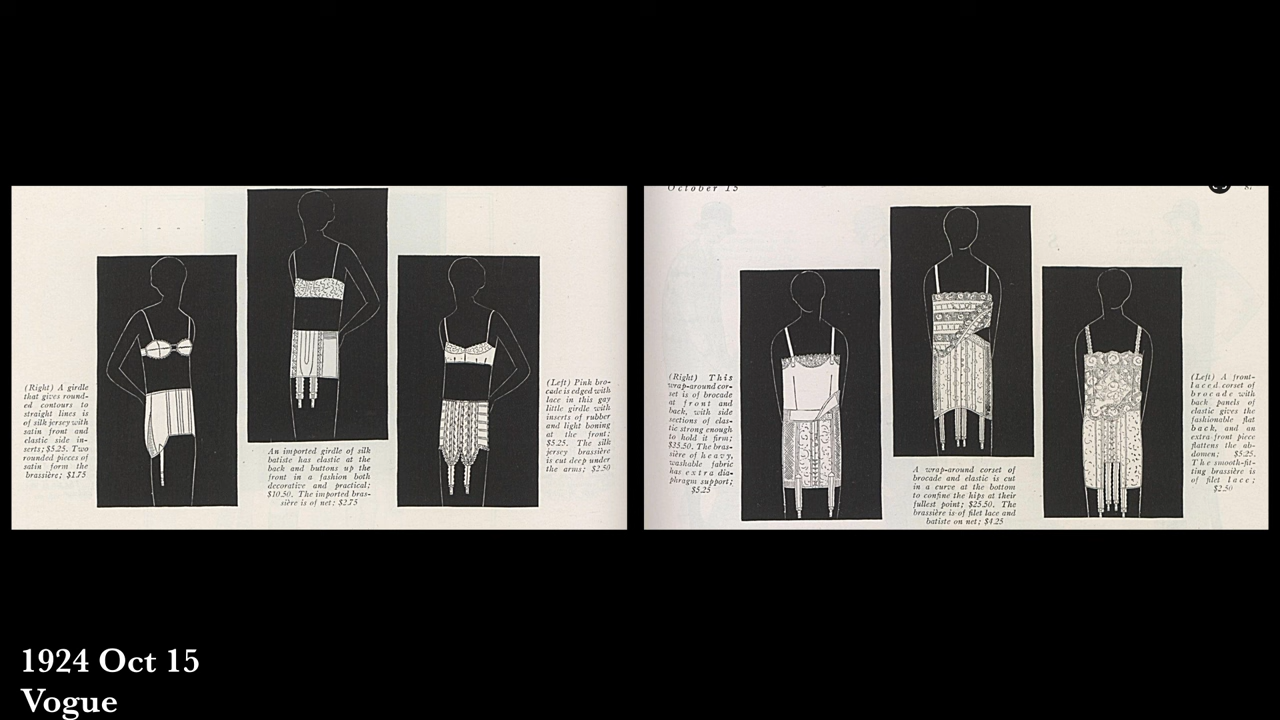 October 15
(Right) A girdle
that gives round-
ed contours to
straight lines is
of silk jersey with
satin front and
elastic side in-
serts; $5.25. Two
rounded pieces of
satin form the
brassière; $1.75
An imported girdle of silk
batiste has elastic at the
back and buttons up the
front in a fashion both
decorative and practical;
$10.50. The imported bras-
sière is of net; $2.75
(Left) Pink bro-
cade is edged with
lace in this gay
little girdle with
inserts of rubber
and light boning
at the front;
$5.25. The silk
jersey brassière
is cut deep under
the arms; $2.50
(Right) This
wrap-around cor-
set is of brocade
at front and
back, with side
sections of elas-
tic strong enough
to hold it firm;
$35.50. The bras-
sière of heavy,
washable fabric
has extra dia-
phragm support;
$5.25
A wrap-around corset of
brocade and elastic is cut
in a curve at the bottom
to confine the hips at their
fullest point; $25.50. The
brassière is of filet lace and
batiste on net; $4.25
(Left) A front-
laced corset of
brocade with
back panels of
elastic gives the
fashionable flat
back, and an
extra-front piece
flattens the ab-
domen; $5.25.
The smooth-fit-
ting brassière is
of filet lace;
$2.50
1924 Oct 15
Vogue